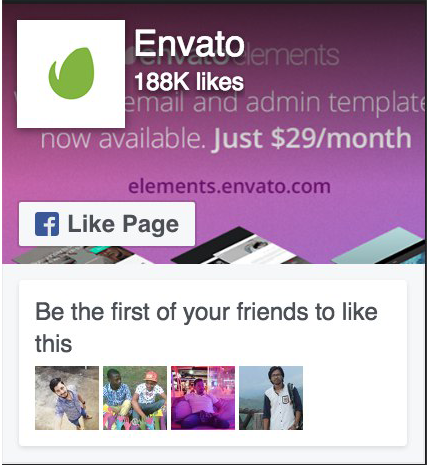 Envato
envato elements
188K likes
email and admin template
now available. Just $29/month
elements.envato.com
Like Page
Be the first of your friends to like
this